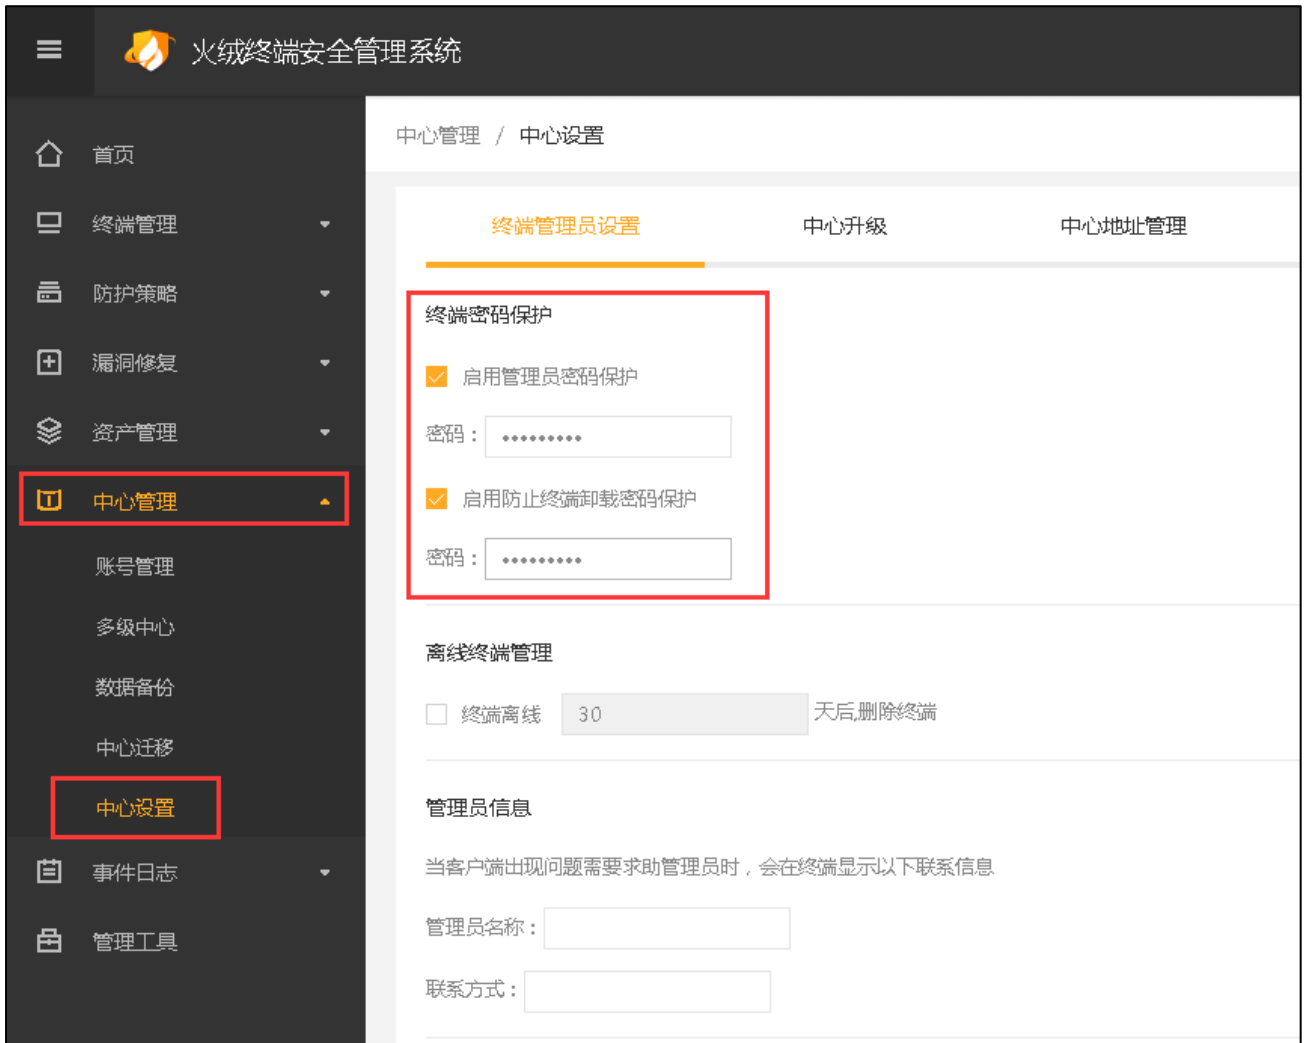 火绒终端安全管理系统
首页
终端管理
防护策略
漏洞修复
资产管理
中心管理
账号管理
多级中心
数据备份
中心迁移
中心设置
事件日志
管理工具
中心管理 / 中心设置
终端管理员设置 中心升级 中心地址管理
终端密码保护
启用管理员密码保护
密码： •••••••••
启用防止终端卸载密码保护
密码： •••••••••
离线终端管理
终端离线 30 天后,删除终端
管理员信息
当客户端出现问题需要求助管理员时，会在终端显示以下联系信息
管理员名称：
联系方式：